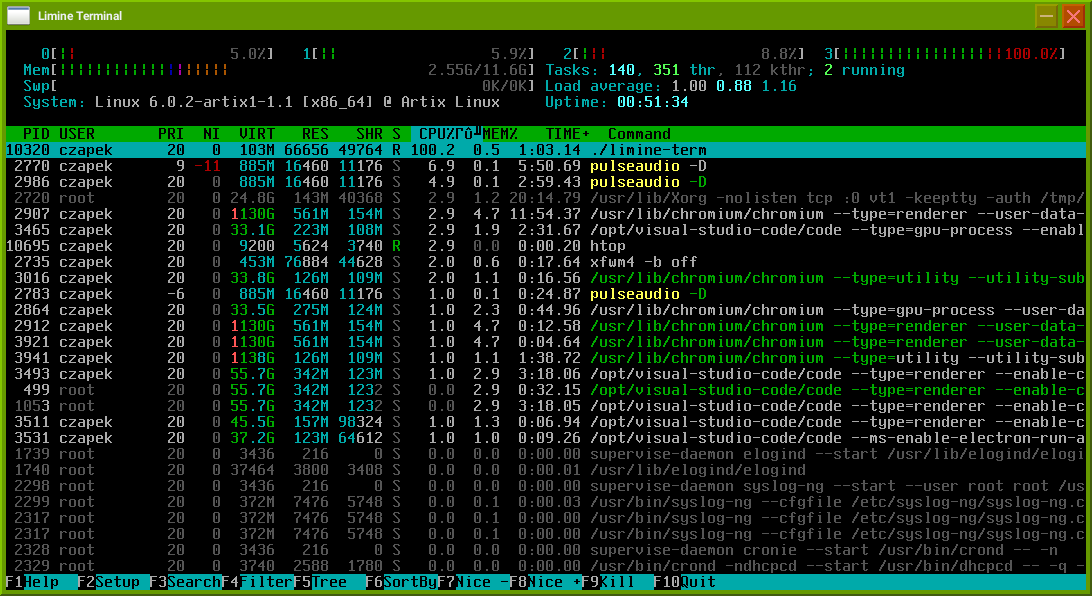 Limine Terminal
0[|| 5.0%] 1[|| 5.9%] 2[||| 8.8%] 3[|||||||||||||||||||100.0%]
Mem[||||||||||||||||||| 2.55G/11.6G] Tasks: 140, 351 thr, 112 kthr; 2 running
Swp[ 0K/0K] Load average: 1.00 0.88 1.16
System: Linux 6.0.2-artix1-1.1 [x86_64] @ Artix Linux Uptime: 00:51:34
PID USER PRI NI VIRT RES SHR S CPU%Γû╜MEM% TIME+ Command
10320 czapek 20 0 103M 66656 49764 R 100.2 0.5 1:03.14 ./limine-term
2770 czapek 9 -11 885M 16460 11176 S 6.9 0.1 5:50.69 pulseaudio -D
2986 czapek 20 0 885M 16460 11176 S 4.9 0.1 2:59.43 pulseaudio -D
2720 root 20 0 24.8G 143M 40368 S 2.9 1.2 20:14.79 /usr/lib/Xorg -nolisten tcp :0 vt1 -keeptty -auth /tmp/
2907 czapek 20 0 1130G 561M 154M S 2.9 4.7 11:54.37 /usr/lib/chromium/chromium --type=renderer --user-data-
3465 czapek 20 0 33.1G 223M 108M S 2.9 1.9 2:31.67 /opt/visual-studio-code/code --type=gpu-process --enabl
10695 czapek 20 0 9200 5624 3740 R 2.9 0.0 0:00.20 htop
2735 czapek 20 0 453M 76884 44628 S 2.0 0.6 0:17.64 xfwm4 -b off
3016 czapek 20 0 33.8G 126M 109M S 2.0 1.1 0:16.56 /usr/lib/chromium/chromium --type=utility --utility-sub
2783 czapek -6 0 885M 16460 11176 S 1.0 0.1 0:24.87 pulseaudio -D
2864 czapek 20 0 33.5G 275M 124M S 1.0 2.3 0:44.96 /usr/lib/chromium/chromium --type=gpu-process --user-da
2912 czapek 20 0 1130G 561M 154M S 1.0 4.7 0:12.58 /usr/lib/chromium/chromium --type=renderer --user-data-
3921 czapek 20 0 1130G 561M 154M S 1.0 4.7 0:04.64 /usr/lib/chromium/chromium --type=renderer --user-data-
3941 czapek 20 0 1138G 126M 109M S 1.0 1.1 1:38.72 /usr/lib/chromium/chromium --type=utility --utility-sub
3493 czapek 20 0 55.7G 342M 123M S 1.0 2.9 3:18.06 /opt/visual-studio-code/code --type=renderer --enable-c
499 root 20 0 55.7G 342M 1232 S 0.0 2.9 0:32.15 /opt/visual-studio-code/code --type=renderer --enable-c
1053 root 20 0 55.7G 342M 1232 S 0.0 2.9 3:18.05 /opt/visual-studio-code/code --type=renderer --enable-c
3511 czapek 20 0 45.5G 157M 98324 S 1.0 1.3 0:06.94 /opt/visual-studio-code/code --type=renderer --enable-c
3531 czapek 20 0 37.2G 123M 64612 S 1.0 1.0 0:09.26 /opt/visual-studio-code/code --ms-enable-electron-run-a
1739 root 20 0 3436 216 0 S 0.0 0.0 0:00.00 supervise-daemon elogind --start /usr/lib/elogind/elogi
1740 root 20 0 37464 3800 3408 S 0.0 0.0 0:00.01 /usr/lib/elogind/elogind
2298 root 20 0 3436 216 0 S 0.0 0.0 0:00.00 supervise-daemon syslog-ng --start --user root root /us
2299 root 20 0 372M 7476 5748 S 0.0 0.1 0:00.03 /usr/bin/syslog-ng --cfgfile /etc/syslog-ng/syslog-ng.c
2317 root 20 0 372M 7476 5748 S 0.0 0.1 0:00.00 /usr/bin/syslog-ng --cfgfile /etc/syslog-ng/syslog-ng.c
2317 root 20 0 372M 7476 5748 S 0.0 0.1 0:00.00 /usr/bin/syslog-ng --cfgfile /etc/syslog-ng/syslog-ng.c
2328 root 20 0 3436 216 0 S 0.0 0.0 0:00.00 supervise-daemon cronie --start /usr/bin/crond -- -n
2329 root 20 0 3740 2588 1780 S 0.0 0.0 0:00.00 /usr/bin/crond -ndhcpcd --start /usr/bin/dhcpcd -- -q -
F1Help F2Setup F3SearchF4FilterF5Tree F6SortByF7Nice -F8Nice +F9Kill F10Quit